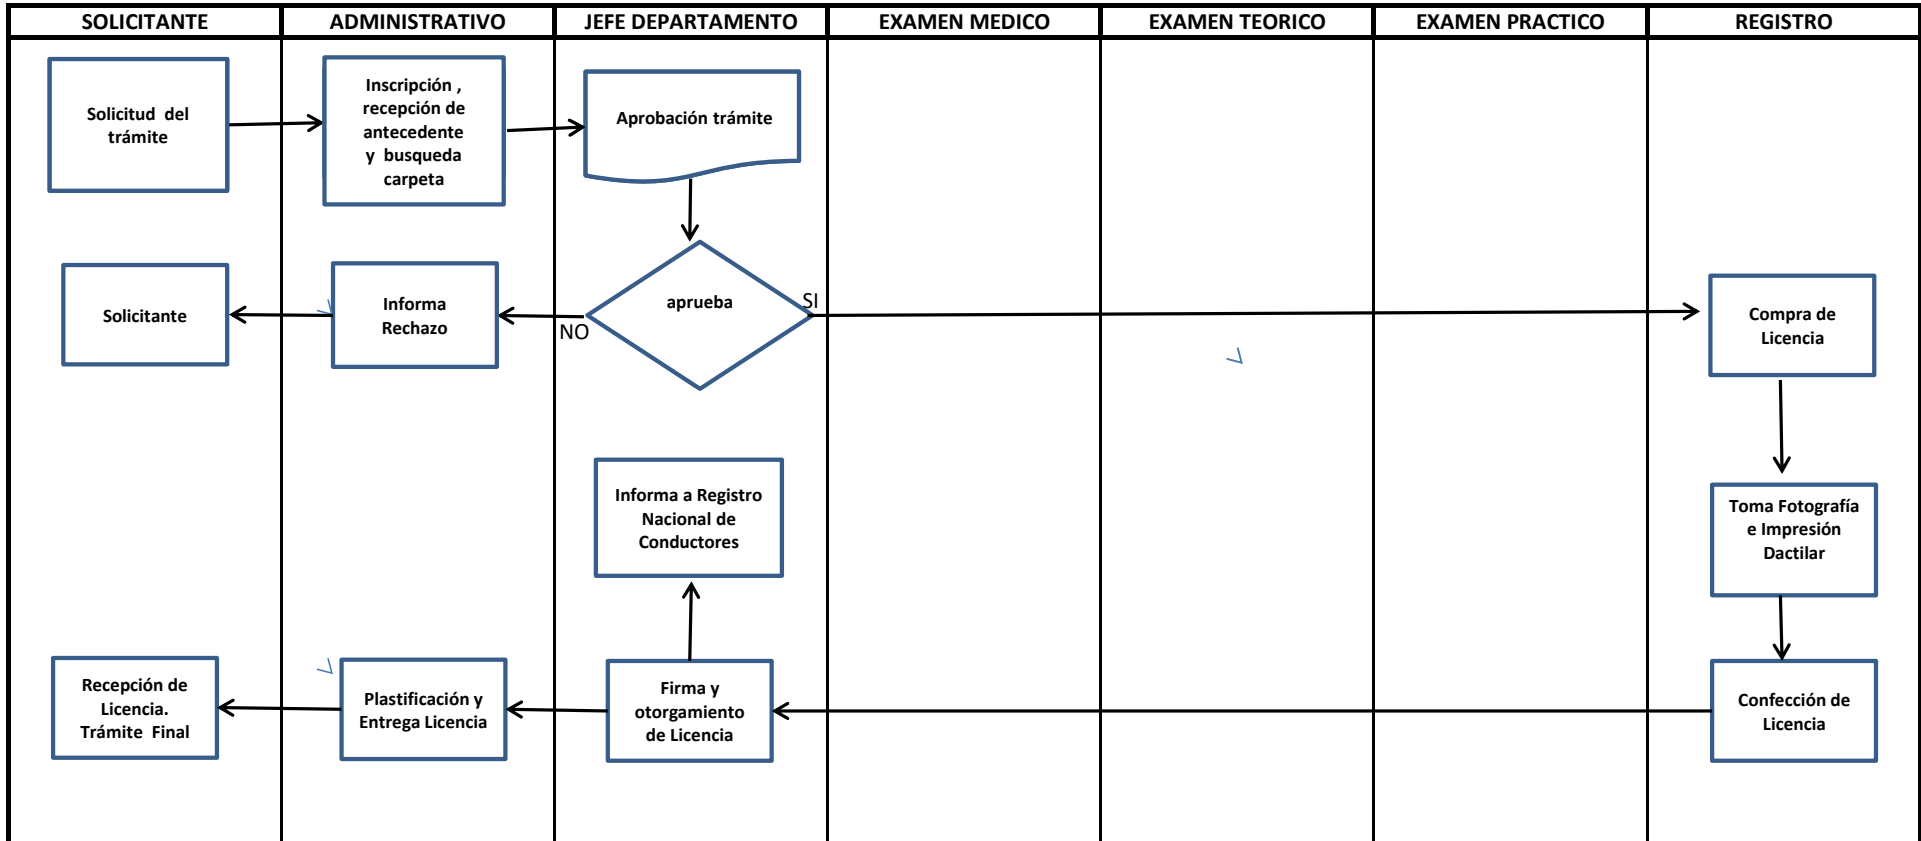 SOLICITANTE
ADMINISTRATIVO
JEFE DEPARTAMENTO
EXAMEN MEDICO
EXAMEN TEORICO
EXAMEN PRACTICO
REGISTRO
Solicitud del
trámite
Inscripción ,
recepción de
antecedente
y busqueda
carpeta
Aprobación trámite
Solicitante
Informa
Rechazo
NO
aprueba
SI
Compra de
Licencia
Informa a Registro
Nacional de
Conductores
Toma Fotografía
e Impresión
Dactilar
Recepción de
Licencia.
Trámite Final
Plastificación y
Entrega Licencia
Firma y
otorgamiento
de Licencia
Confección de
Licencia